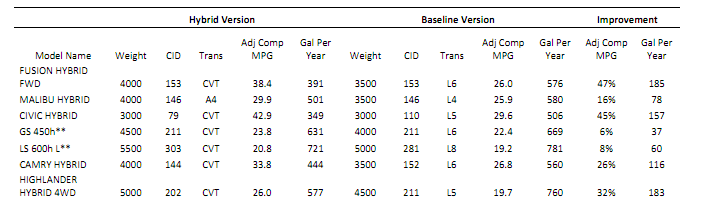 Hybrid Version Baseline Version Improvement
Adj Comp Gal Per Adj Comp Gal Per Adj Comp Gal Per
Model Name Weight CID Trans MPG Year Weight CID Trans MPG Year MPG Year
FUSION HYBRID
FWD 4000 153 CVT 38.4 391 3500 153 L6 26.0 576 47% 185
MALIBU HYBRID 4000 146 A4 29.9 501 3500 146 L4 25.9 580 16% 78
CIVIC HYBRID 3000 79 CVT 42.9 349 3000 110 L5 29.6 506 45% 157
GS 450h** 4500 211 CVT 23.8 631 4000 211 L6 22.4 669 6% 37
LS 600h L** 5500 303 CVT 20.8 721 5000 281 L8 19.2 781 8% 60
CAMRY HYBRID 4000 144 CVT 33.8 444 3500 152 L6 26.8 560 26% 116
HIGHLANDER
HYBRID 4WD 5000 202 CVT 26.0 577 4500 211 L5 19.7 760 32% 183